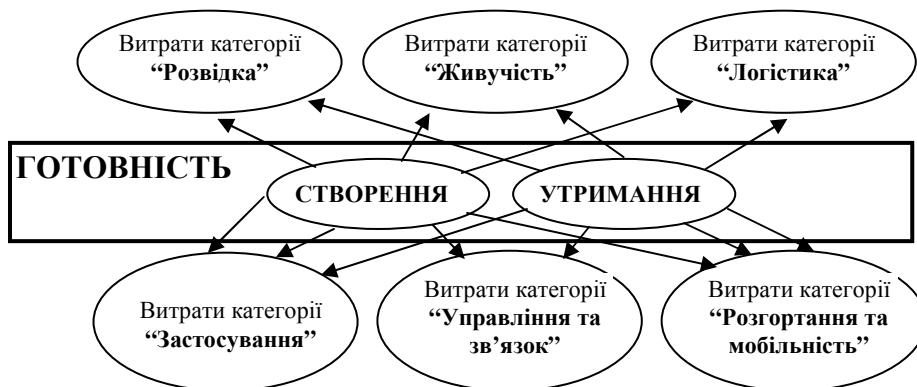 Витрати категорії
“Розвідка”
Витрати категорії
“Живучість”
Витрати категорії
“Логістика”
ГОТОВНІСТЬ
СТВОРЕННЯ
УТРИМАННЯ
Витрати категорії
“Застосування”
Витрати категорії
“Управління та
зв’язок”
Витрати категорії
“Розгортання та
мобільність”